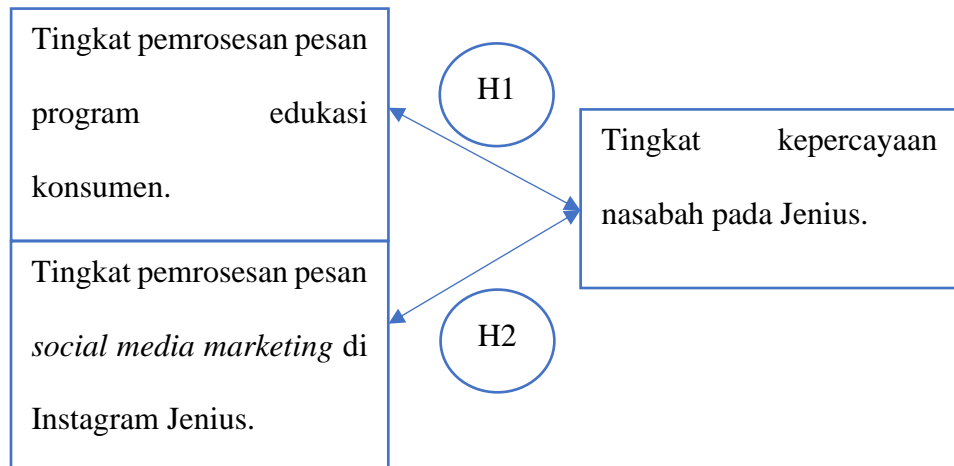 Tingkat pemrosesan pesan
program edukasi
konsumen.
H1
Tingkat kepercayaan
nasabah pada Jenius.
Tingkat pemrosesan pesan
social media marketing di
Instagram Jenius.
H2